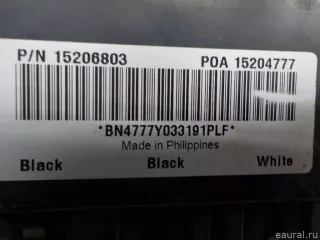 P/N 15206803 POA 15204777
*BN4777Y033191PLF*
Made in Philippines
Black Black White
eaural.ru